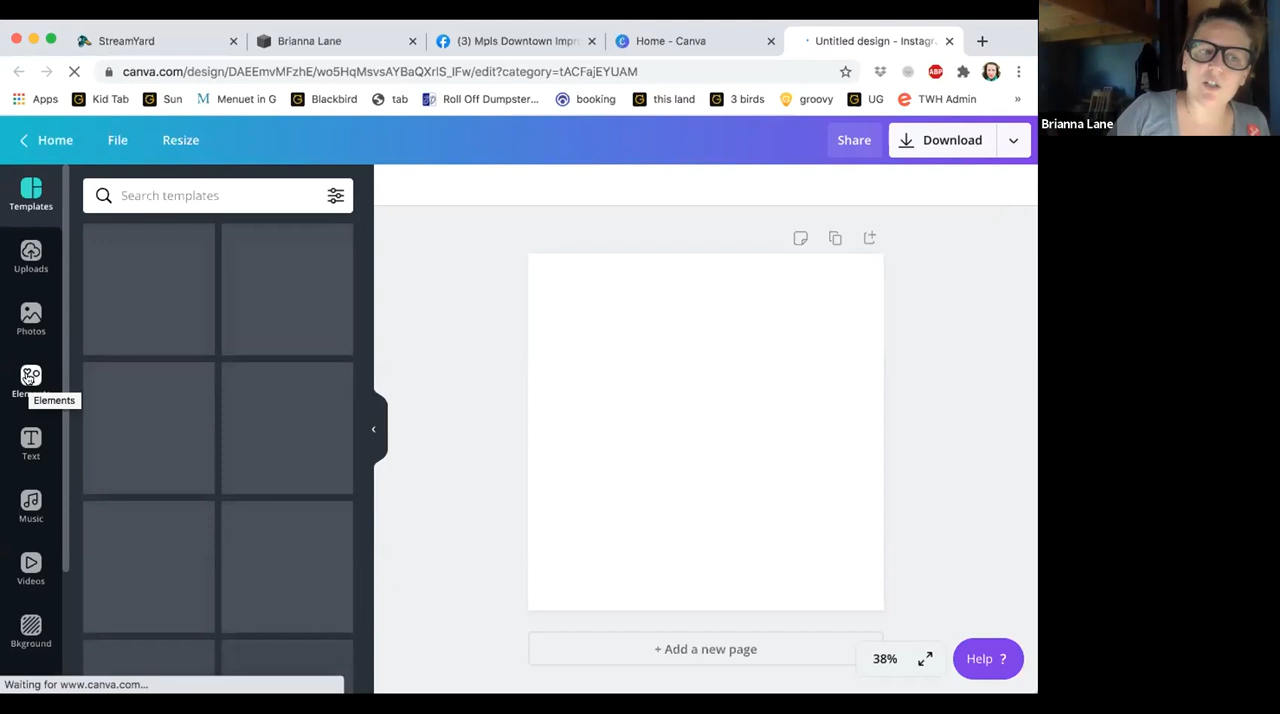 StreamYard
Brianna Lane
(3) Mpls Downtown Impr
Home - Canva
Untitled design - Instagra
canva.com/design/DAEEmvMFzhE/wo5HqMsvsAYBaQXrlS_lFw/edit?category=tACFajEYUAM
ABP
Apps
Kid Tab
Sun
Menuet in G
Blackbird
tab
Roll Off Dumpster...
booking
this land
3 birds
groovy
UG
TWH Admin
»
Brianna Lane
Home
File
Resize
Share
Download
Templates
Search templates
Uploads
Photos
Elements
Text
Music
Videos
Bkground
+ Add a new page
38%
Help ?
Waiting for www.canva.com...